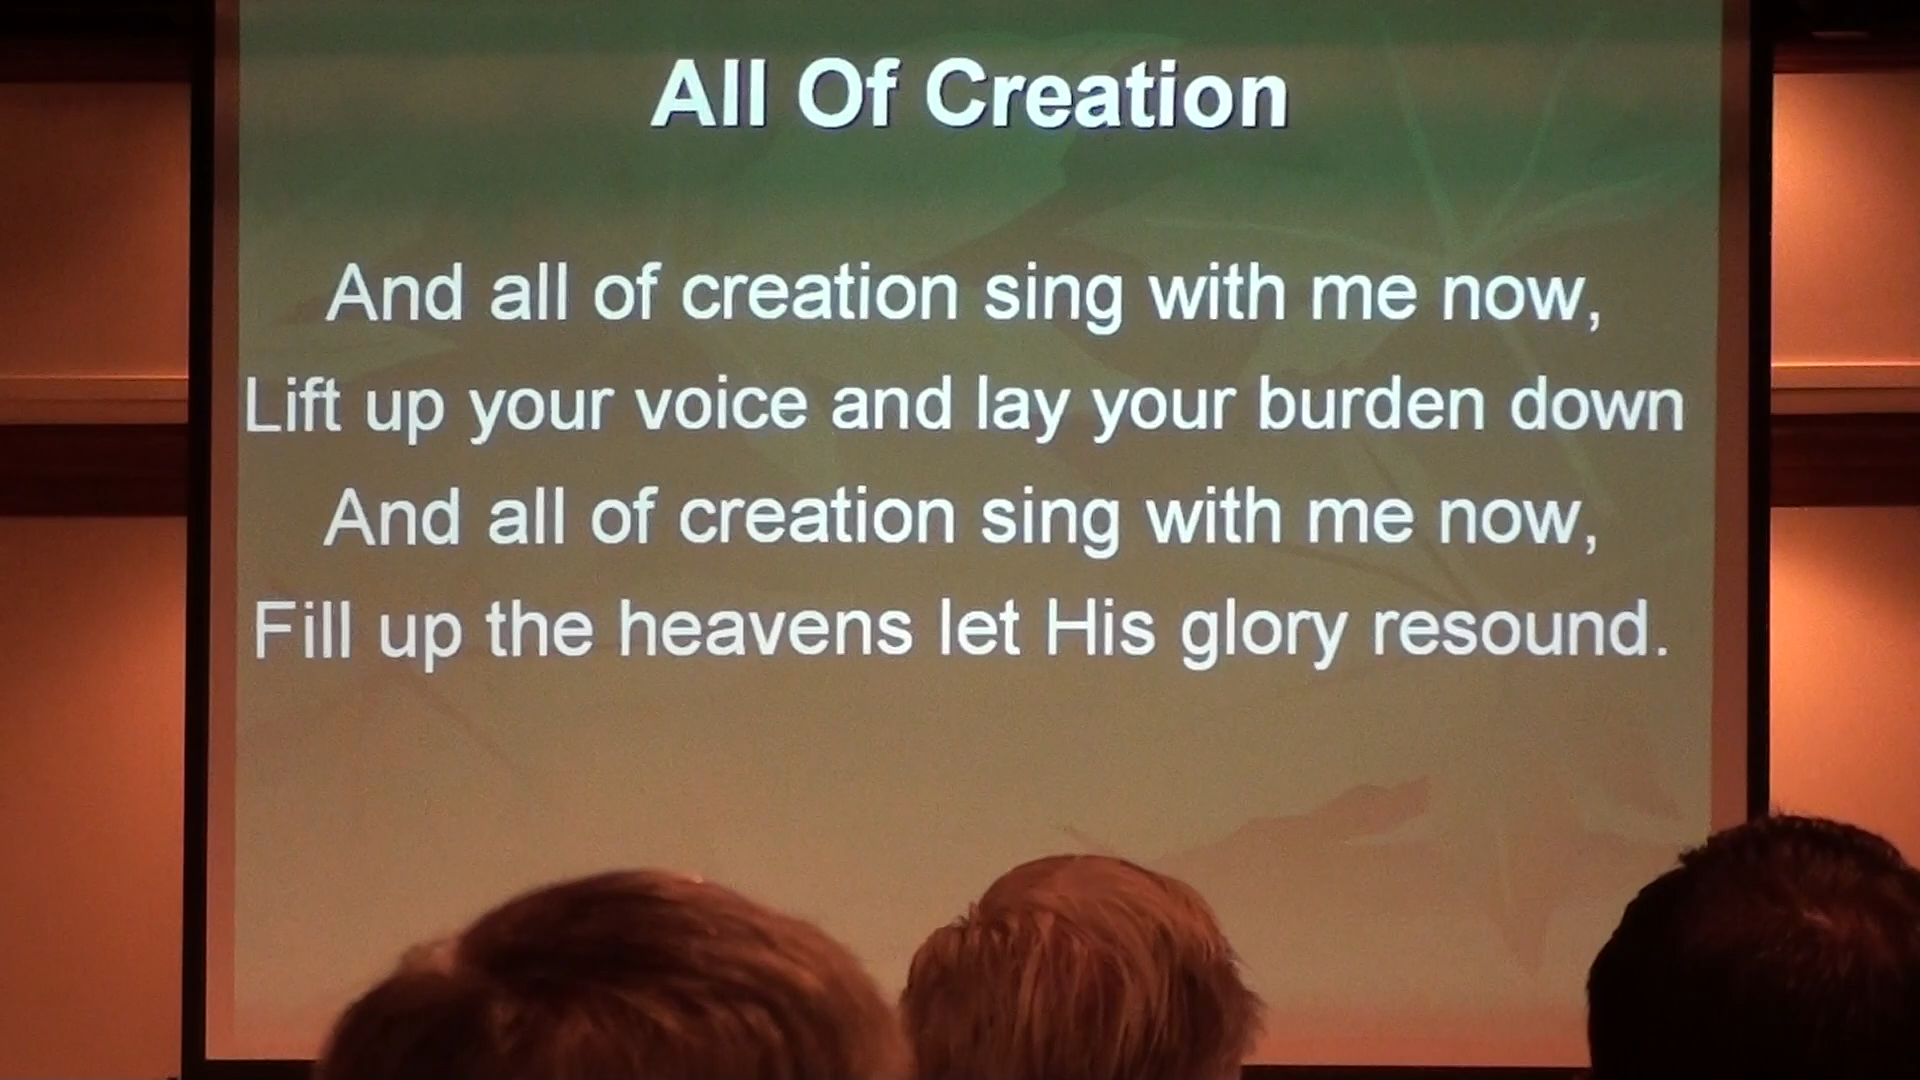 All Of Creation
And all of creation sing with me now,
Lift up your voice and lay your burden down
And all of creation sing with me now,
Fill up the heavens let His glory resound.